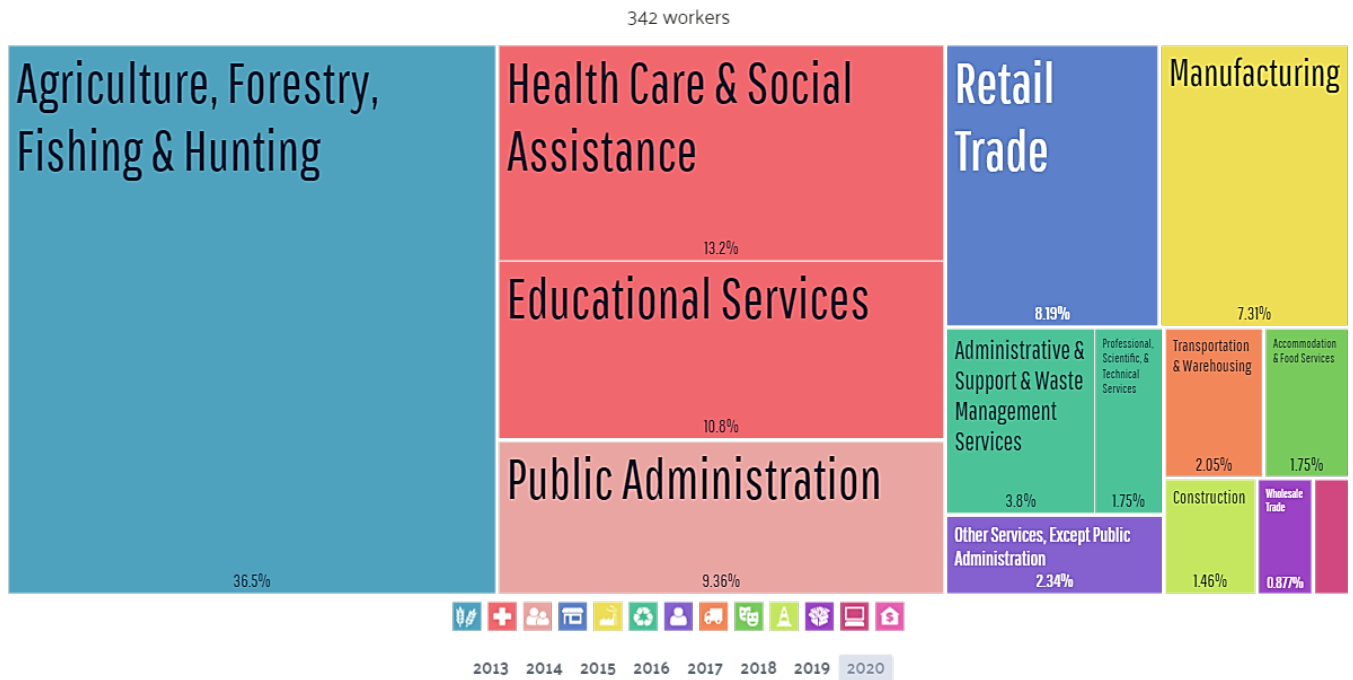 342 workers
Agriculture, Forestry,
Fishing & Hunting
36.5%
Health Care & Social
Assistance
13.2%
Educational Services
10.8%
Public Administration
9.36%
Retail
Trade
8.19%
Manufacturing
7.31%
Administrative &
Support & Waste
Management
Services
3.8%
Professional,
Scientific, &
Technical
Services
1.75%
Other Services, Except Public
Administration
2.34%
Transportation
& Warehousing
2.05%
Accommodation
& Food Services
1.75%
Construction
1.46%
Wholesale
Trade
0.877%
$
2013 2014 2015 2016 2017 2018 2019 2020